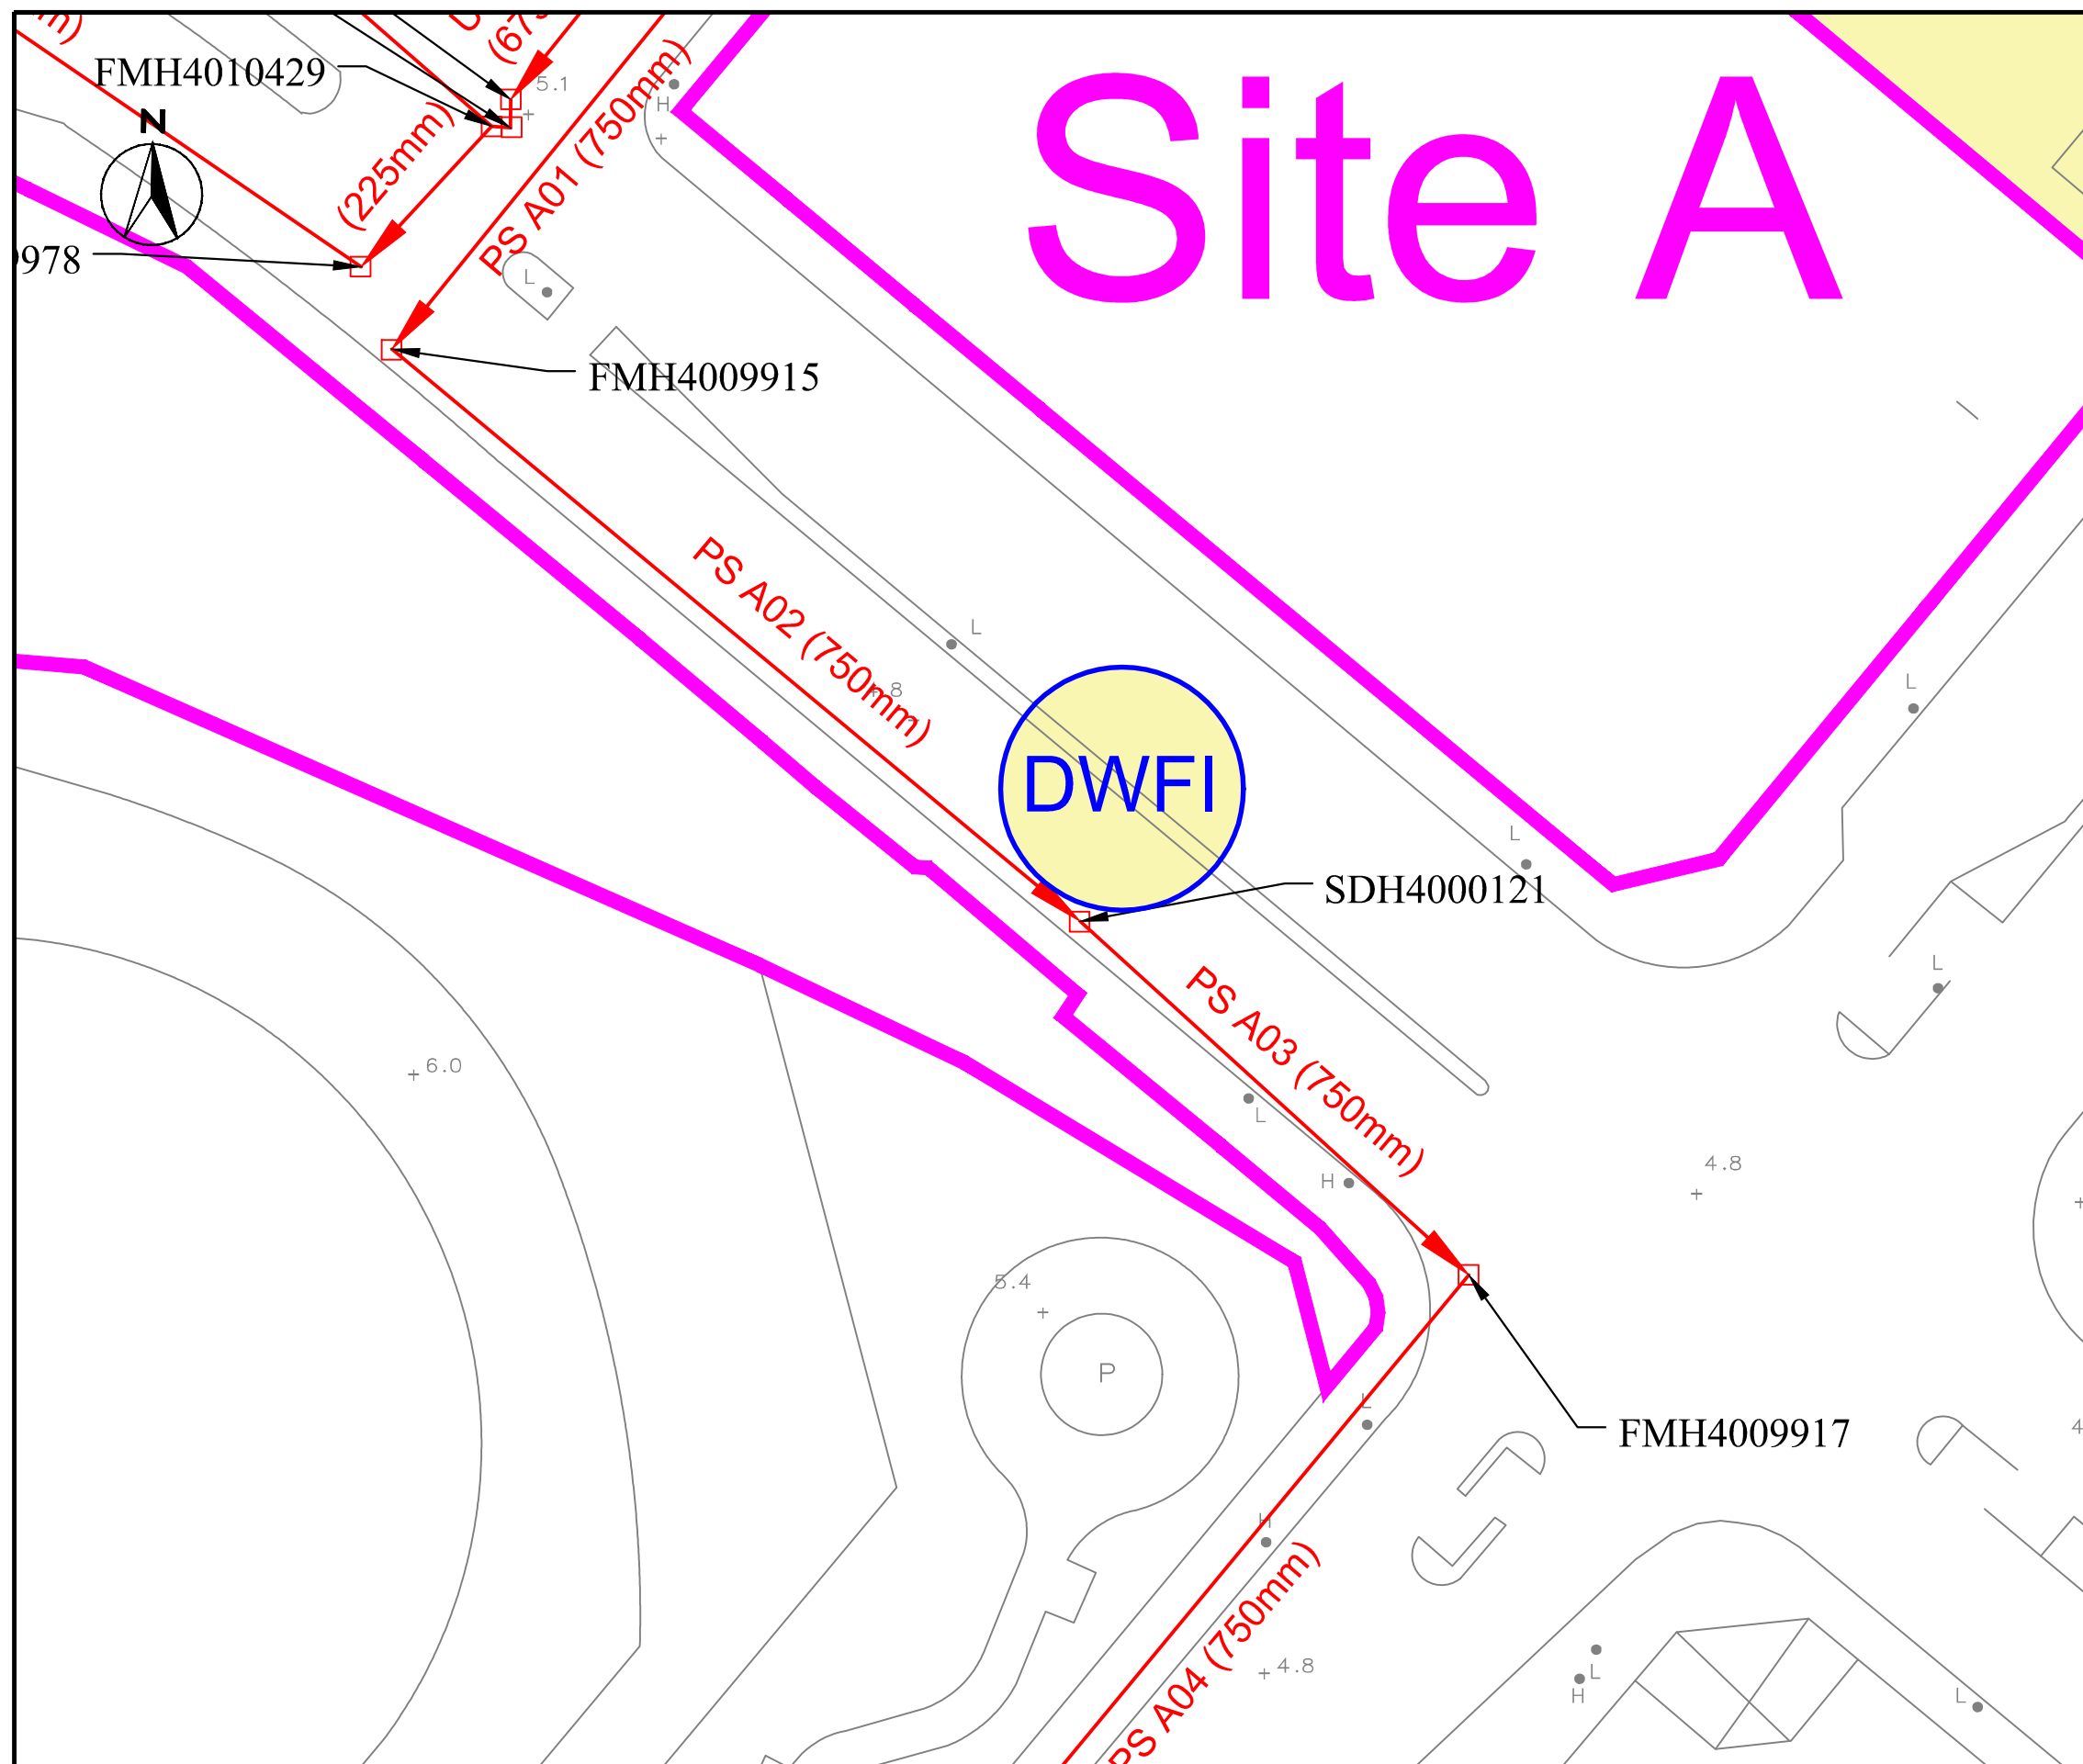 FMH4010429
5.1
H
N
(225mm)
PS A01 (750mm)
Site A
978
L
FMH4009915
PS A02 (750mm)
L
L
8
DWFI
L
SDH4000121
L
PS A03 (750mm)
6.0
L
H
4.8
5.4
P
L
FMH4009917
H
PS A04 (750mm)
4.8
L
H
L